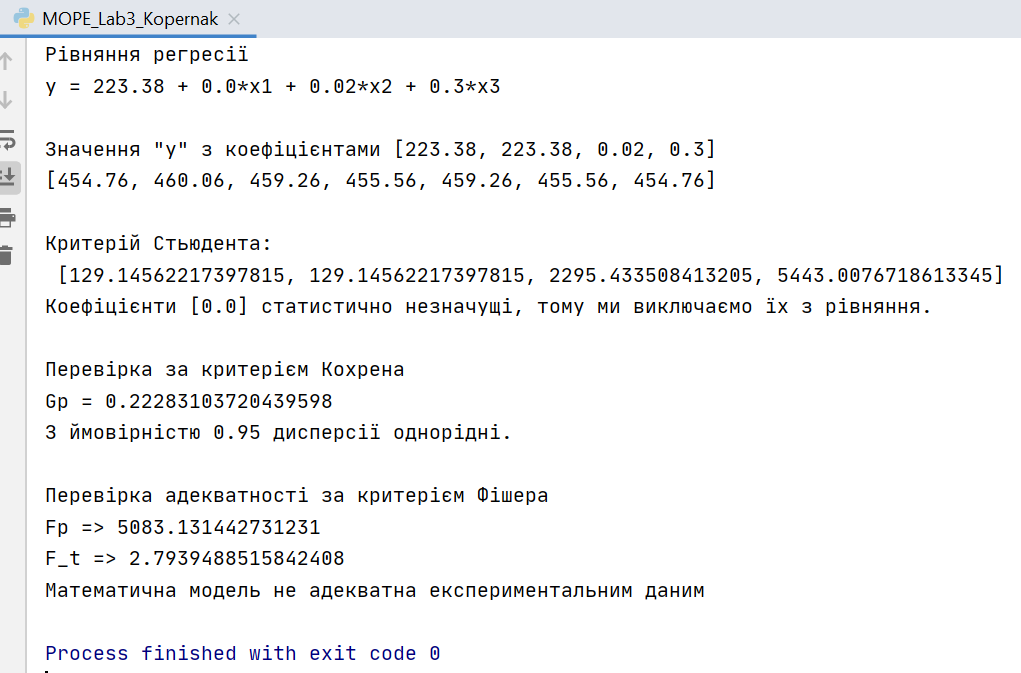 MOPE_Lab3_Kopernak
Рівняння регресії
y = 223.38 + 0.0*x1 + 0.02*x2 + 0.3*x3
Значення "y" з коефіцієнтами [223.38, 223.38, 0.02, 0.3]
[454.76, 460.06, 459.26, 455.56, 459.26, 455.56, 454.76]
Критерій Стьюдента:
[129.14562217397815, 129.14562217397815, 2295.433508413205, 5443.0076718613345]
Коефіцієнти [0.0] статистично незначущі, тому ми виключаємо їх з рівняння.
Перевірка за критерієм Кохрена
Gp = 0.22283103720439598
З ймовірністю 0.95 дисперсії однорідні.
Перевірка адекватності за критерієм Фішера
Fp => 5083.131442731231
F_t => 2.7939488515842408
Математична модель не адекватна експериментальним даним
Process finished with exit code 0